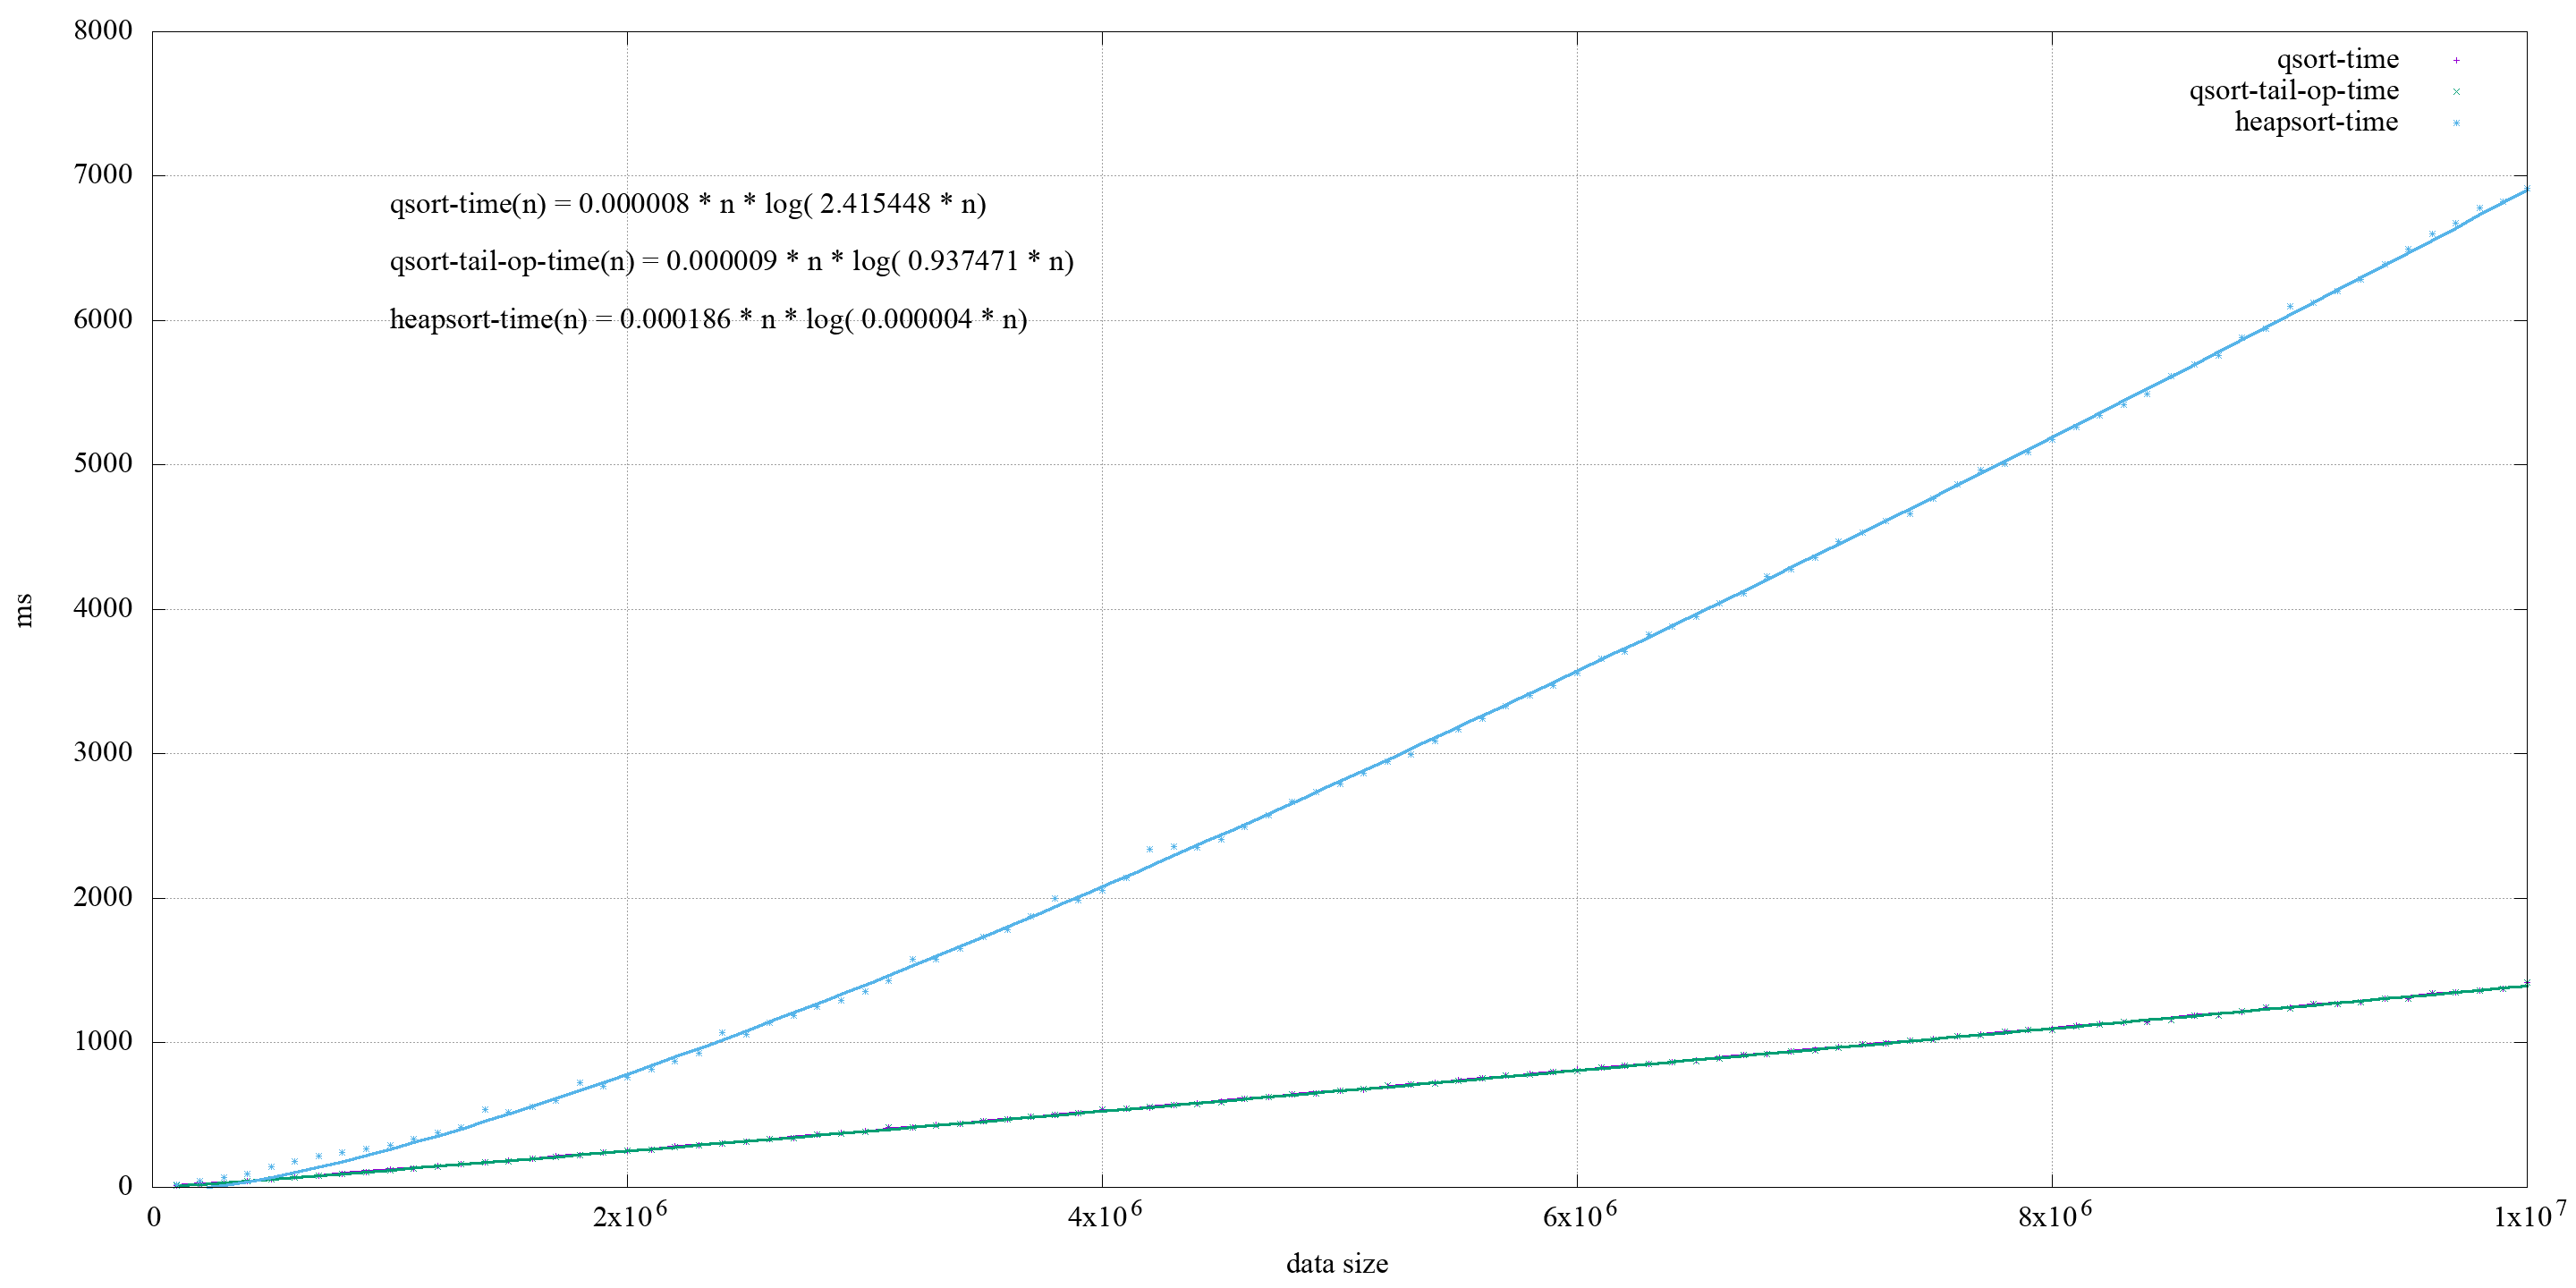 8000
qsort-time
qsort-tail-op-time
heapsort-time
7000
qsort-time(n) = 0.000008 * n * log( 2.415448 * n)
qsort-tail-op-time(n) = 0.000009 * n * log( 0.937471 * n)
6000
heapsort-time(n) = 0.000186 * n * log( 0.000004 * n)
5000
4000
ms
3000
2000
1000
0
0 2x10^6 4x10^6 6x10^6 8x10^6 1x10^7
data size